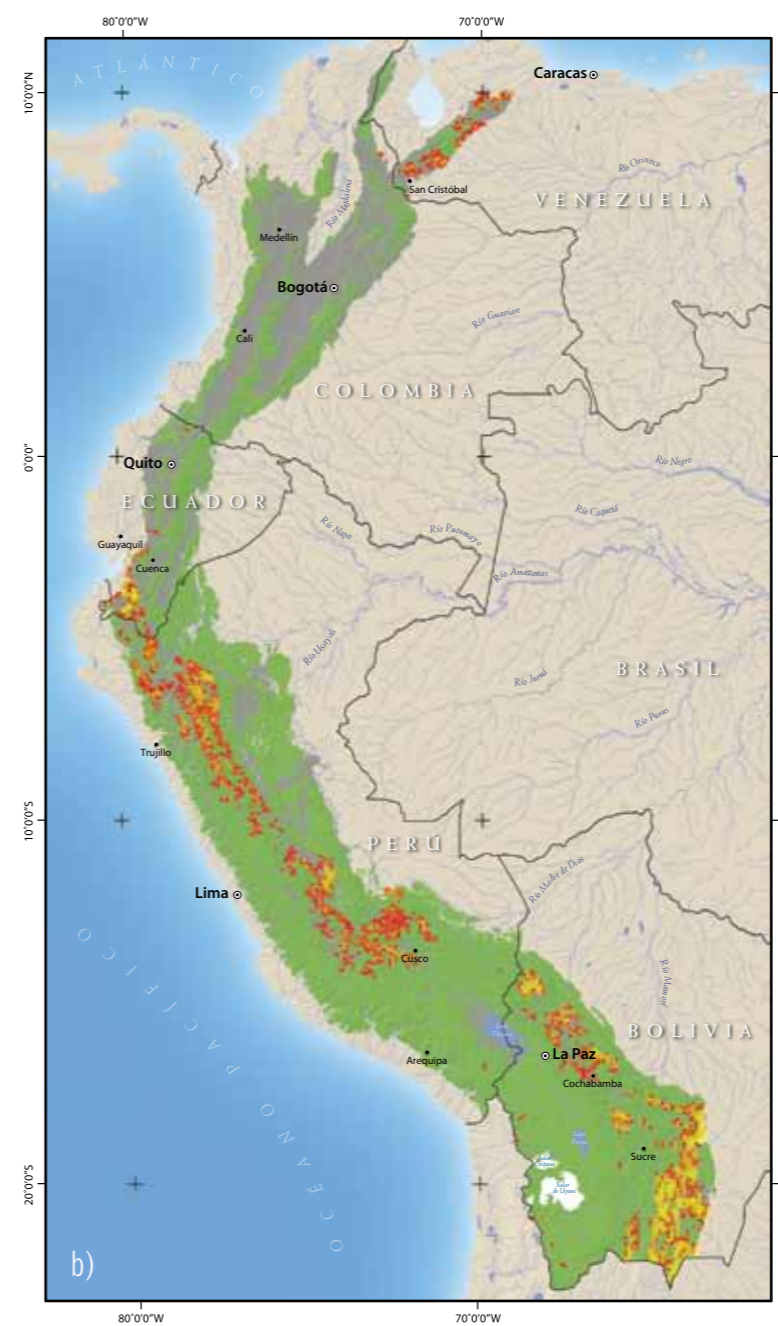 80°0'0"W
70°0'0"W
ATLÁNTICO
10°0'0"N
Caracas
San Cristóbal
Río Orinoco
VENEZUELA
Río Magdalena
Medellín
Bogotá
Río Guaviare
Cali
COLOMBIA
0°0'0"
Quito
Río Negro
ECUADOR
Río Caquetá
Guayaquil
Río Napo
Río Putumayo
Cuenca
Río Amazonas
Río Ucayali
BRASIL
Río Juruá
Río Purus
Trujillo
10°0'0"S
PERÚ
Río Madre de Dios
Lima
OCÉANO PACÍFICO
Cusco
Río Mamoré
Lago
Titicaca
BOLIVIA
Arequipa
La Paz
Cochabamba
Lago
Poopó
Sucre
20°0'0"S
Salar
de Uyuni
b)
80°0'0"W
70°0'0"W